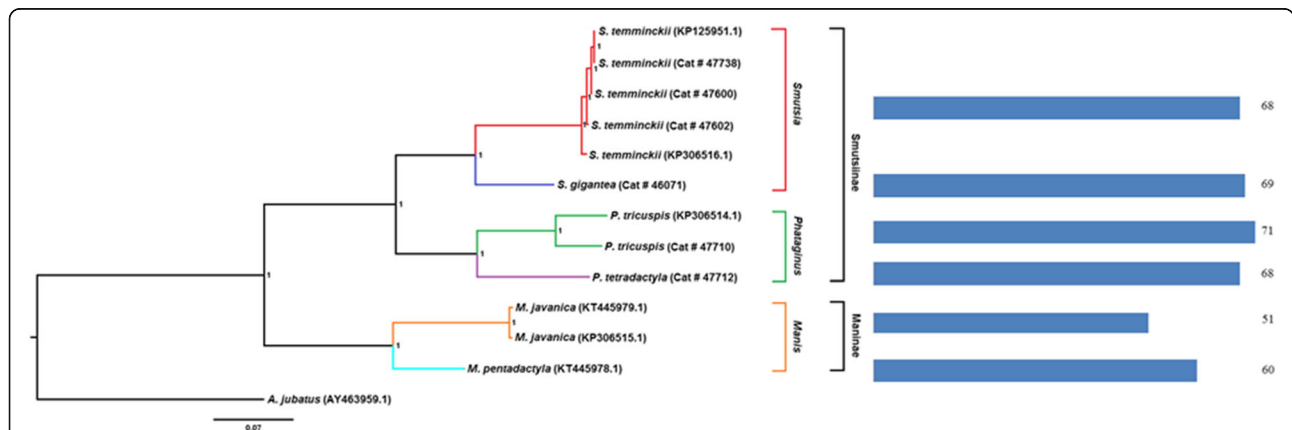 S. temminckii (KP125951.1)
1
S. temminckii (Cat # 47738)
1
S. temminckii (Cat # 47600)
1
S. temminckii (Cat # 47602)
1
S. temminckii (KP306516.1)
1
S. gigantea (Cat # 46071)
Smutsia
68
69
1
P. tricuspis (KP306514.1)
1
P. tricuspis (Cat # 47710)
1
P. tetradactyla (Cat # 47712)
Phataginus
Smutsiinae
71
68
1
M. javanica (KT445979.1)
1
M. javanica (KP306515.1)
1
M. pentadactyla (KT445978.1)
Manis
Maninae
51
60
A. jubatus (AY463959.1)
0.07